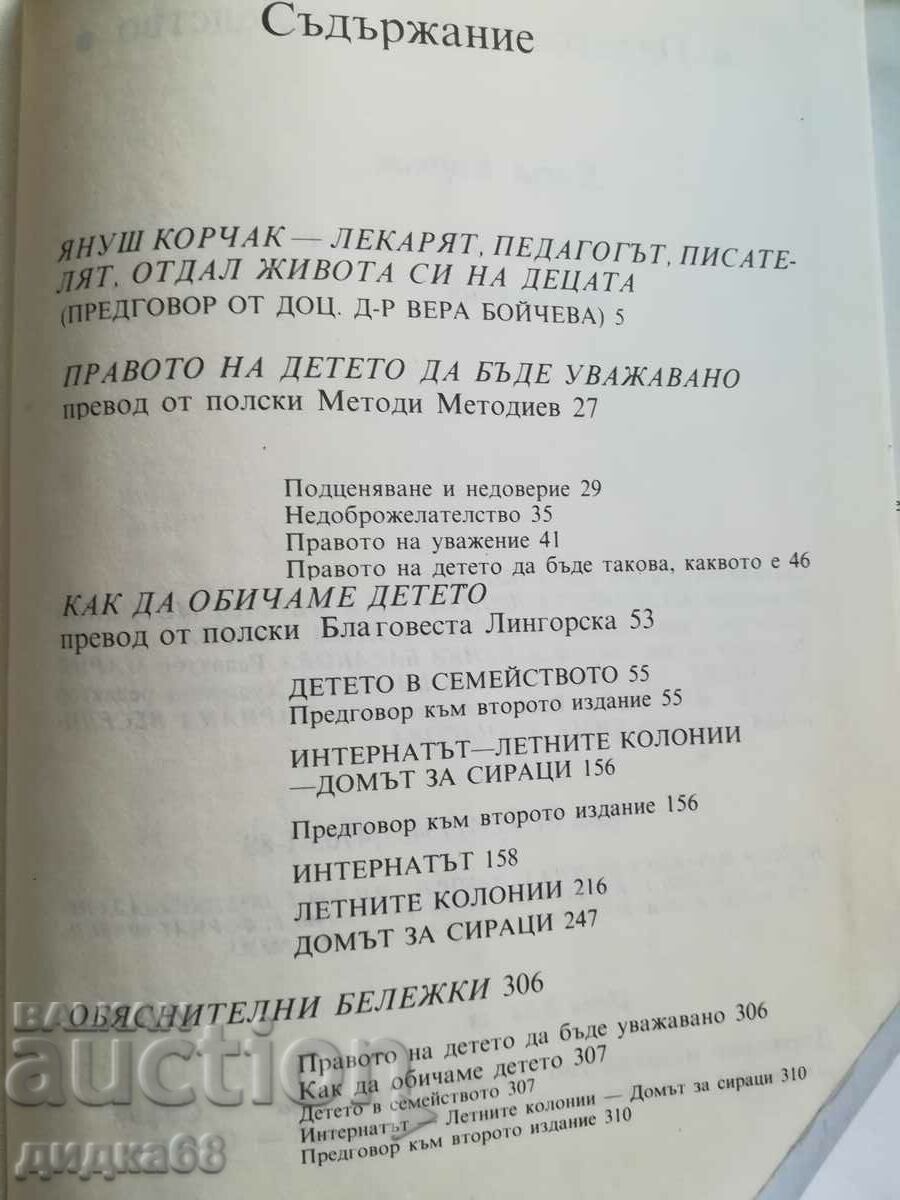 Съдържание
ЯНУШ КОРЧАК — ЛЕКАРЯТ, ПЕДАГОГЪТ, ПИСАТЕ-
ЛЯТ, ОТДАЛ ЖИВОТА СИ НА ДЕЦАТА
(ПРЕДГОВОР ОТ ДОЦ. Д-Р ВЕРА БОЙЧЕВА) 5
ПРАВОТО НА ДЕТЕТО ДА БЪДЕ УВАЖАВАНО
превод от полски Методи Методиев 27
Подценяване и недоверие 29
Недоброжелателство 35
Правото на уважение 41
Правото на детето да бъде такова, каквото е 46
КАК ДА ОБИЧАМЕ ДЕТЕТО
превод от полски Благовеста Лингорска 53
ДЕТЕТО В СЕМЕЙСТВОТО 55
Предговор към второто издание 55
ИНТЕРНАТЪТ—ЛЕТНИТЕ КОЛОНИИ
—ДОМЪТ ЗА СИРАЦИ 156
Предговор към второто издание 156
ИНТЕРНАТЪТ 158
ЛЕТНИТЕ КОЛОНИИ 216
ДОМЪТ ЗА СИРАЦИ 247
ОБЯСНИТЕЛНИ БЕЛЕЖКИ 306
Правото на детето да бъде уважавано 306
Как да обичаме детето 307
Детето в семейството 307
Интернатът — Летните колонии — Домът за сираци 310
Предговор към второто издание 310
БАЛКАН
auction
дидка68